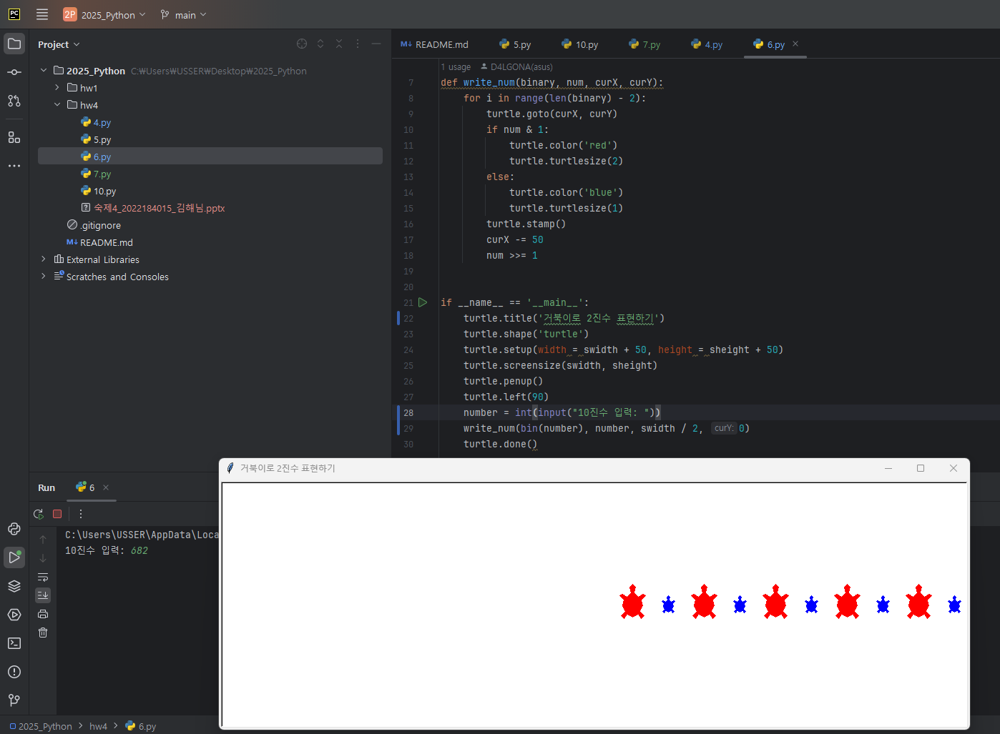 PC 2P 2025_Python main
Project
2025_Python C:₩Users₩USSER₩Desktop₩2025_Python
hw1
hw4
4.py
5.py
6.py
7.py
10.py
숙제4_2022184015_김해님.pptx
.gitignore
M↓ README.md
External Libraries
Scratches and Consoles
M↓ README.md 5.py 10.py 7.py 4.py 6.py
1 usage D4LGONA(asus)
7 def write_num(binary, num, curX, curY):
8 for i in range(len(binary) - 2):
9 turtle.goto(curX, curY)
10 if num & 1:
11 turtle.color('red')
12 turtle.turtlesize(2)
13 else:
14 turtle.color('blue')
15 turtle.turtlesize(1)
16 turtle.stamp()
17 curX -= 50
18 num >>= 1
19
20
21 if __name__ == '__main__':
22 turtle.title('거북이로 2진수 표현하기')
23 turtle.shape('turtle')
24 turtle.setup(width = swidth + 50, height = sheight + 50)
25 turtle.screensize(swidth, sheight)
26 turtle.penup()
27 turtle.left(90)
28 number = int(input("10진수 입력: "))
29 write_num(bin(number), number, swidth / 2, curY: 0)
30 turtle.done()
거북이로 2진수 표현하기
Run 6
C:\Users\USSER\AppData\Loca
10진수 입력: 682
2025_Python > hw4 > 6.py